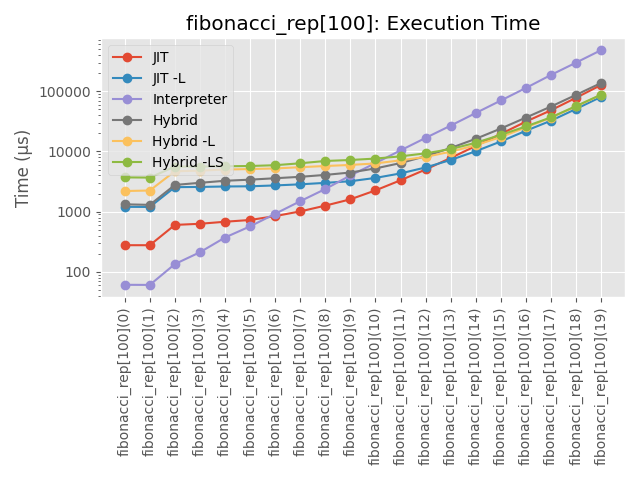 fibonacci_rep[100]: Execution Time
Time (µs)
100000
10000
1000
100
JIT
JIT -L
Interpreter
Hybrid
Hybrid -L
Hybrid -LS
fibonacci_rep[100](0)
fibonacci_rep[100](1)
fibonacci_rep[100](2)
fibonacci_rep[100](3)
fibonacci_rep[100](4)
fibonacci_rep[100](5)
fibonacci_rep[100](6)
fibonacci_rep[100](7)
fibonacci_rep[100](8)
fibonacci_rep[100](9)
fibonacci_rep[100](10)
fibonacci_rep[100](11)
fibonacci_rep[100](12)
fibonacci_rep[100](13)
fibonacci_rep[100](14)
fibonacci_rep[100](15)
fibonacci_rep[100](16)
fibonacci_rep[100](17)
fibonacci_rep[100](18)
fibonacci_rep[100](19)